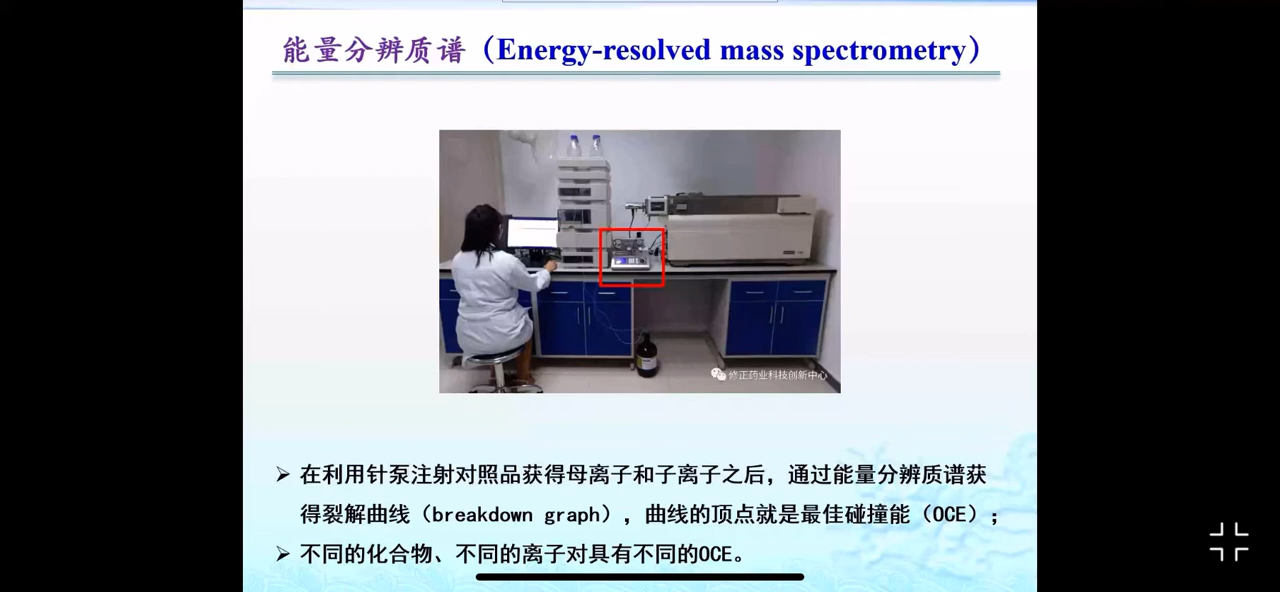 能量分辨质谱（Energy-resolved mass spectrometry）
修正药业科技创新中心
➢ 在利用针泵注射对照品获得母离子和子离子之后，通过能量分辨质谱获
得裂解曲线（breakdown graph），曲线的顶点就是最佳碰撞能（OCE）；
➢ 不同的化合物、不同的离子对具有不同的OCE。